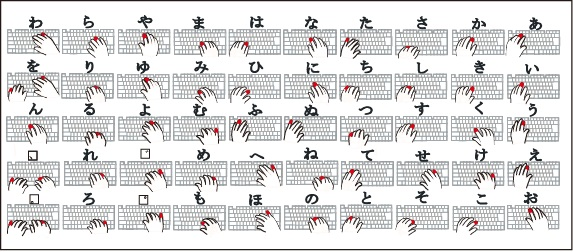 わ ら や ま は な た さ か あ
を り ゆ み ひ に ち し き い
ん る よ む ふ ぬ つ す く う
れ め へ ね て せ け え
ろ も ほ の と そ こ お